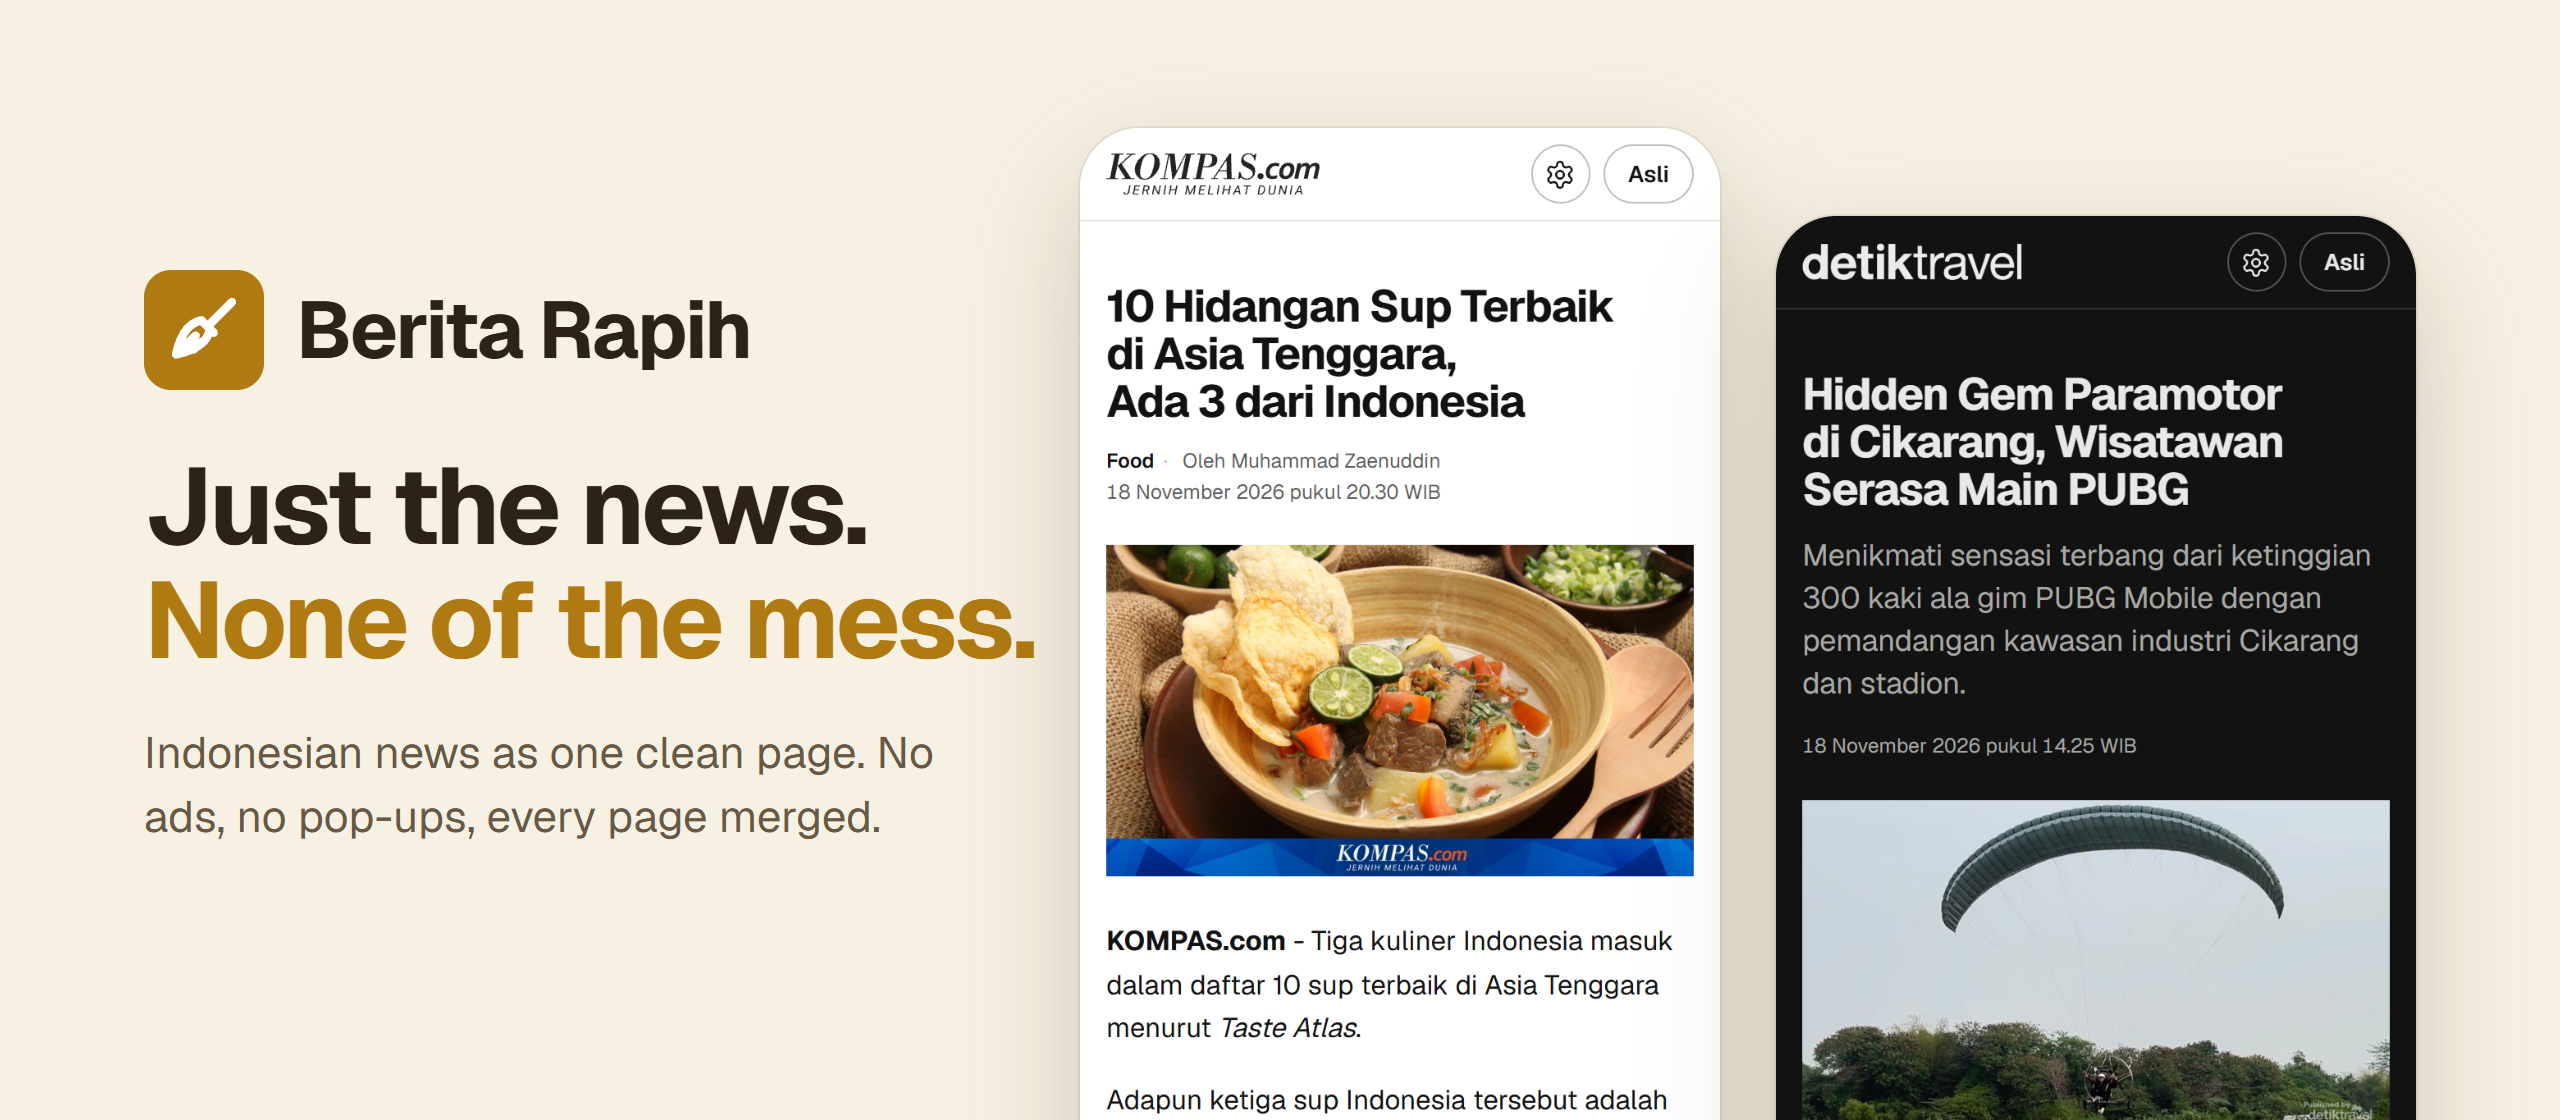 Berita Rapih
Just the news.
None of the mess.
Indonesian news as one clean page. No
ads, no pop-ups, every page merged.
KOMPAS.com
JERNIH MELIHAT DUNIA
Asli
10 Hidangan Sup Terbaik
di Asia Tenggara,
Ada 3 dari Indonesia
Food · Oleh Muhammad Zaenuddin
18 November 2026 pukul 20.30 WIB
KOMPAS.com
JERNIH MELIHAT DUNIA
KOMPAS.com - Tiga kuliner Indonesia masuk
dalam daftar 10 sup terbaik di Asia Tenggara
menurut Taste Atlas.
Adapun ketiga sup Indonesia tersebut adalah
detiktravel
Asli
Hidden Gem Paramotor
di Cikarang, Wisatawan
Serasa Main PUBG
Menikmati sensasi terbang dari ketinggian
300 kaki ala gim PUBG Mobile dengan
pemandangan kawasan industri Cikarang
dan stadion.
18 November 2026 pukul 14.25 WIB
Published by
detiktravel